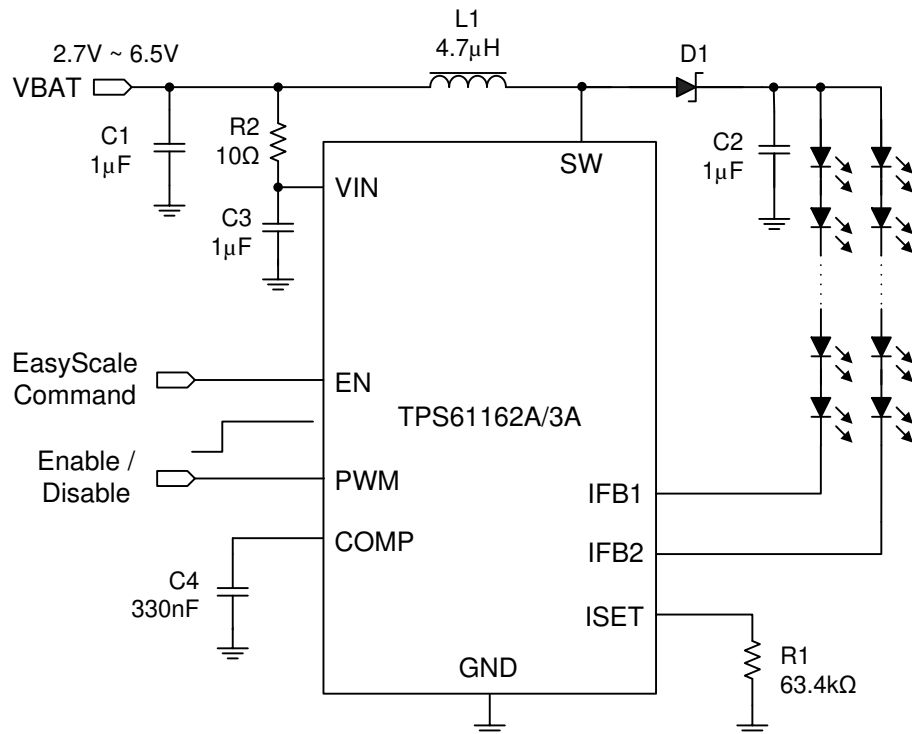 L1
4.7µH
2.7V ~ 6.5V
D1
VBAT
C1
1µF
R2
10Ω
C2
1µF
SW
VIN
C3
1µF
EasyScale
Command
EN
TPS61162A/3A
Enable /
Disable
PWM
IFB1
COMP
IFB2
C4
330nF
ISET
R1
63.4kΩ
GND